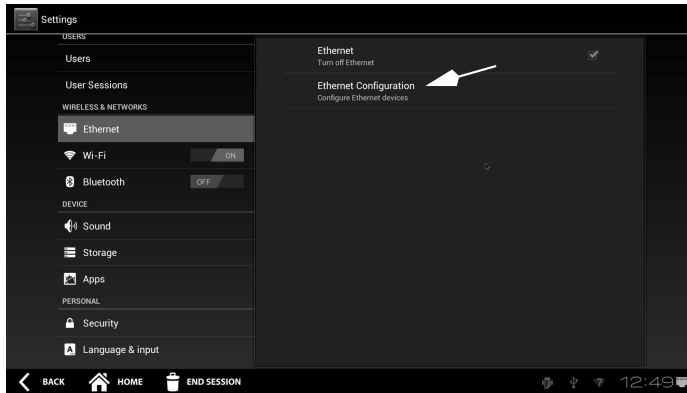 Settings
USERS
Users
User Sessions
WIRELESS & NETWORKS
Ethernet
Wi-Fi ON
Bluetooth OFF
DEVICE
Sound
Storage
Apps
PERSONAL
Security
A Language & input
Ethernet
Turn off Ethernet
Ethernet Configuration
Configure Ethernet devices
BACK HOME END SESSION
12:49